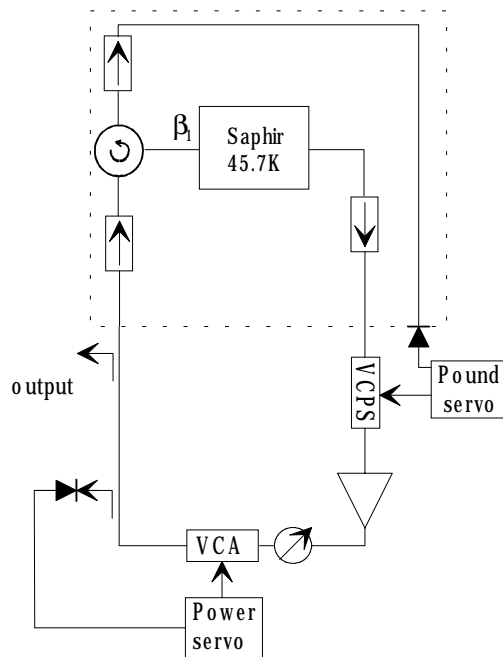 β1
Saphir
45.7K
output
VCPS
Pound
servo
VCA
Power
servo